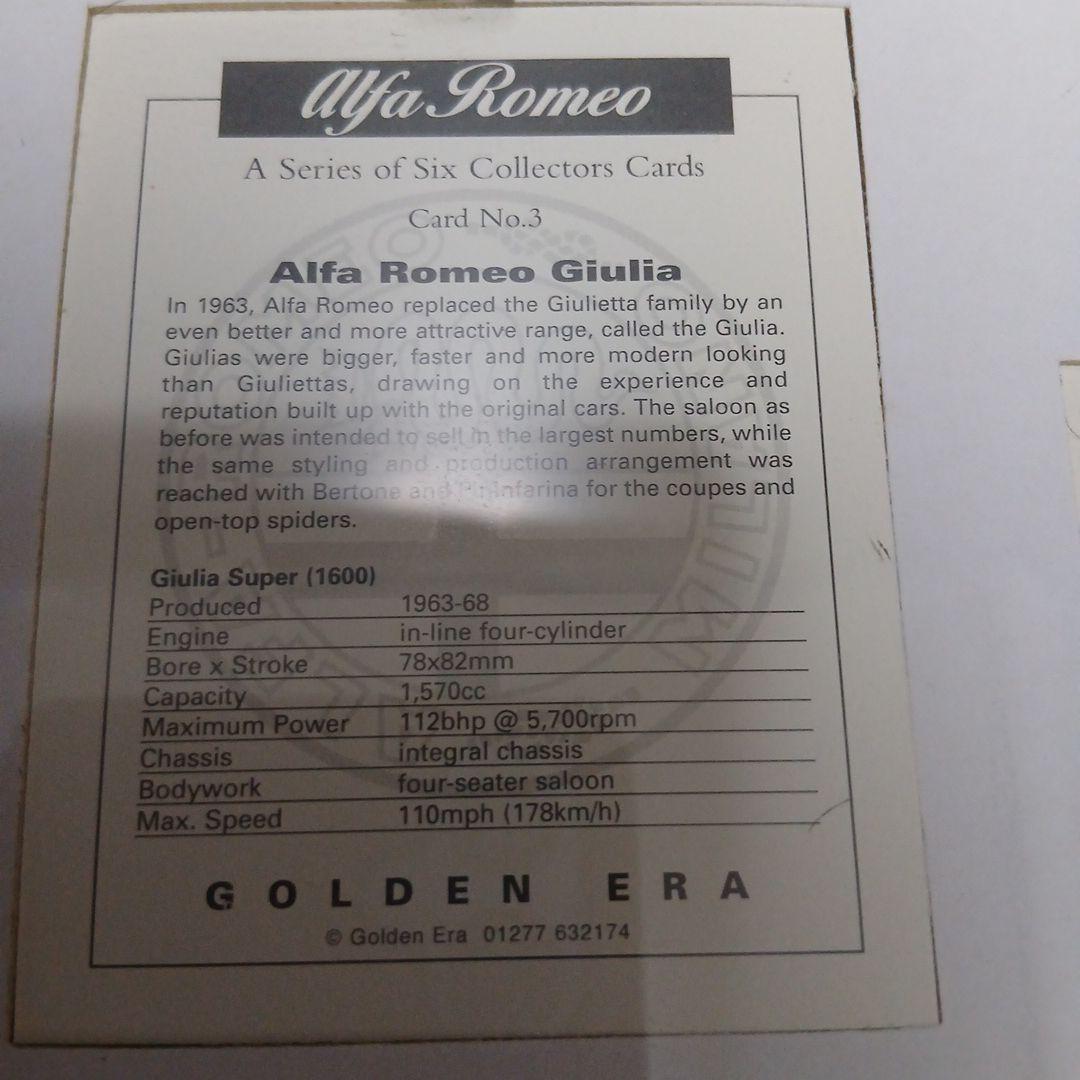 Alfa Romeo
A Series of Six Collectors Cards
Card No.3
Alfa Romeo Giulia
In 1963, Alfa Romeo replaced the Giulietta family by an
even better and more attractive range, called the Giulia.
Giulias were bigger, faster and more modern looking
than Giuliettas, drawing on the experience and
reputation built up with the original cars. The saloon as
before was intended to sell in the largest numbers, while
the same styling and production arrangement was
reached with Bertone and Pininfarina for the coupes and
open-top spiders.
Giulia Super (1600)
Produced 1963-68
Engine in-line four-cylinder
Bore x Stroke 78x82mm
Capacity 1,570cc
Maximum Power 112bhp @ 5,700rpm
Chassis integral chassis
Bodywork four-seater saloon
Max. Speed 110mph (178km/h)
GOLDEN ERA
© Golden Era 01277 632174